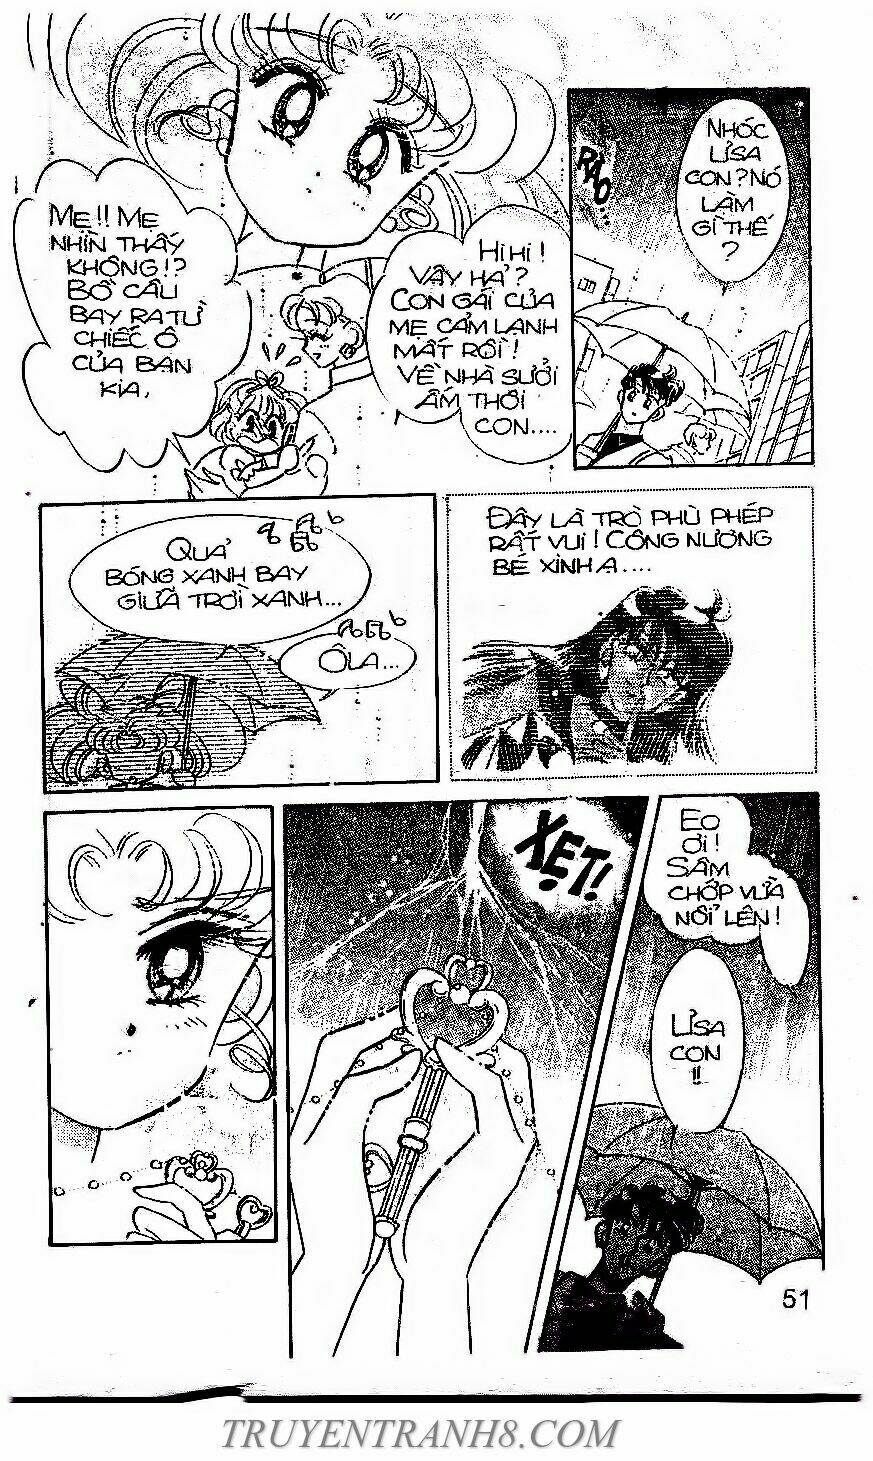 MẸ!! MẸ
NHÌN THẤY
KHÔNG!?
BỒ CÂU
BAY RA TỪ
CHIẾC Ô
CỦA BẠN
KIA,
HI HI!
VẬY HẢ?
CON GÁI CỦA
MẸ CẢM LẠNH
MẤT RỒI!
VỀ NHÀ SƯỞI
ẤM THÔI
CON....
NHÓC
LISA
CON? NÓ
LÀM
GÌ THẾ
?
RÀO...
QUẢ
BÓNG XANH BAY
GIỮA TRỜI XANH...
ÔLA...
ĐÂY LÀ TRÒ PHÙ PHÉP
RẤT VUI! CÔNG NƯƠNG
BÉ XINH Ạ....
XẸT!
EO
ƠI!
SẤM
CHỚP VỪA
NỔI LÊN!
LISA
CON
!!
51
TRUYENTRANH8.COM